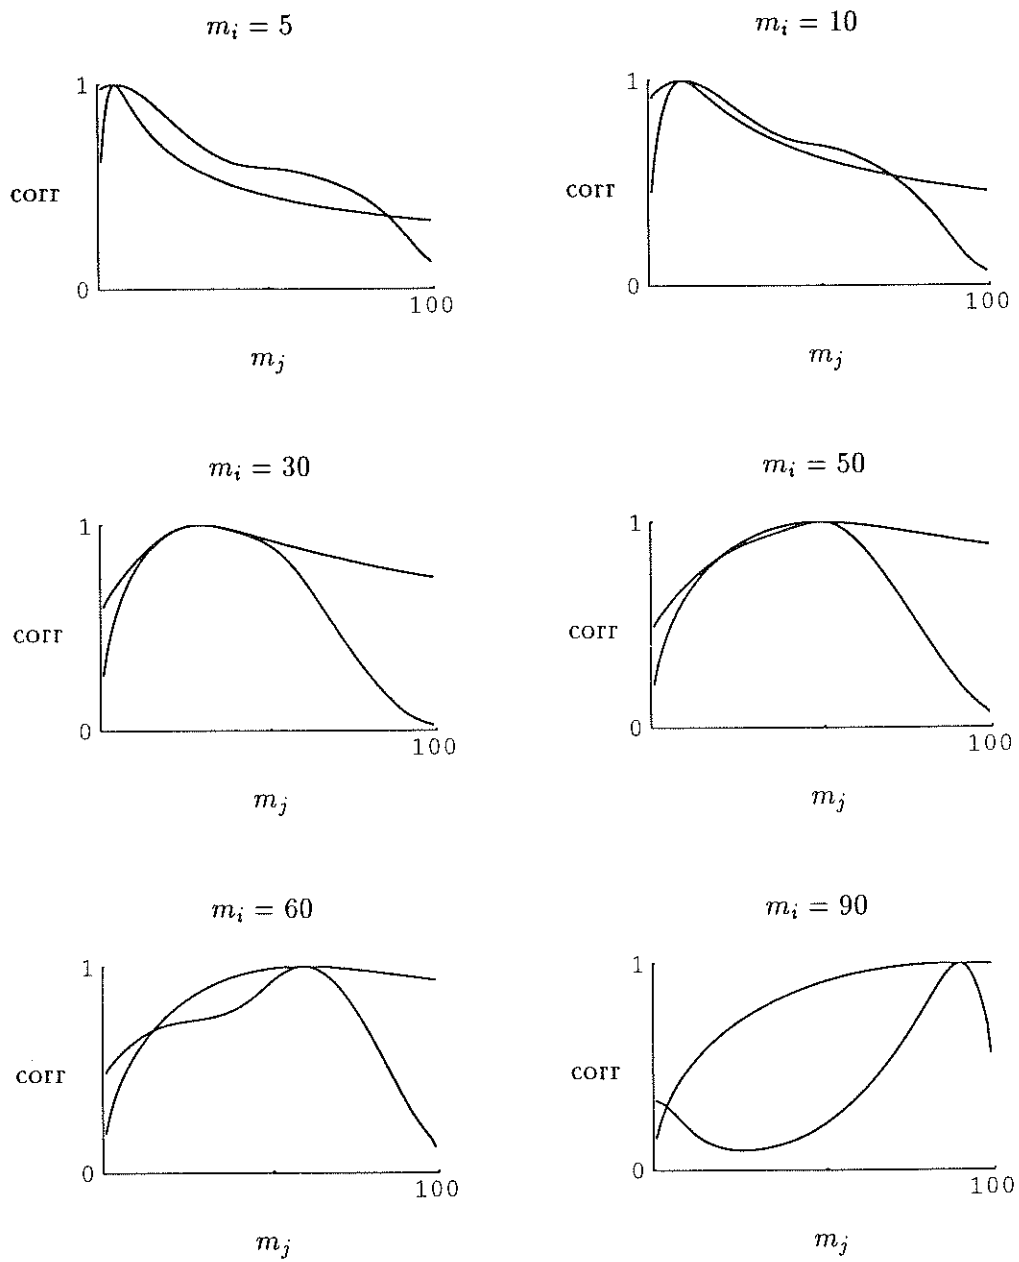 m_i = 5
m_i = 10
1
1
corr
corr
0
0
100
100
m_j
m_j
m_i = 30
m_i = 50
1
1
corr
corr
0
0
100
100
m_j
m_j
m_i = 60
m_i = 90
1
1
corr
corr
0
0
100
100
m_j
m_j